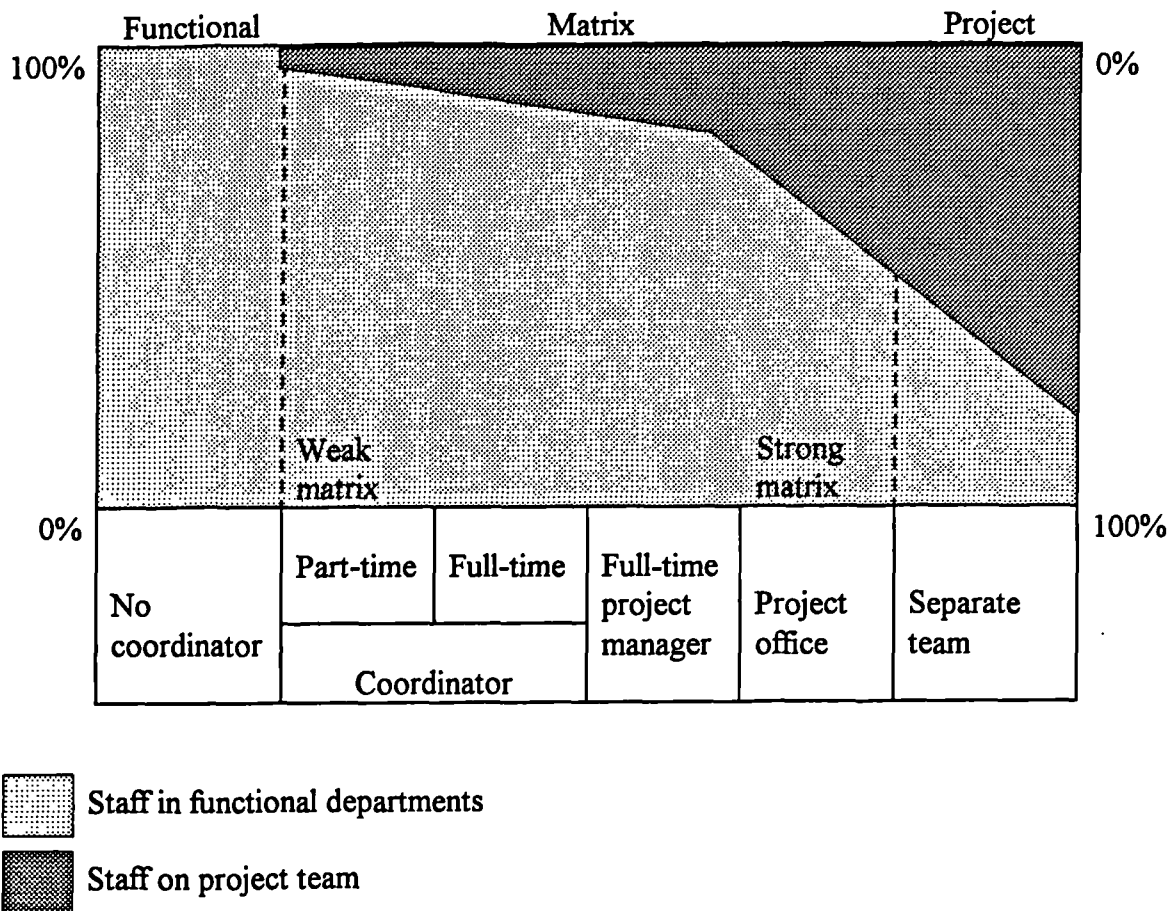 Functional
Matrix
Project
100%
0%
Weak
matrix
Strong
matrix
0%
100%
No
coordinator
Part-time
Full-time
Coordinator
Full-time
project
manager
Project
office
Separate
team
Staff in functional departments
Staff on project team